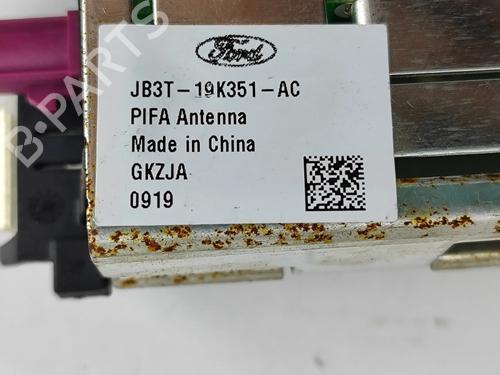 Ford
JB3T-19K351-AC
PIFA Antenna
Made in China
GKZJA
0919
B-PARTS